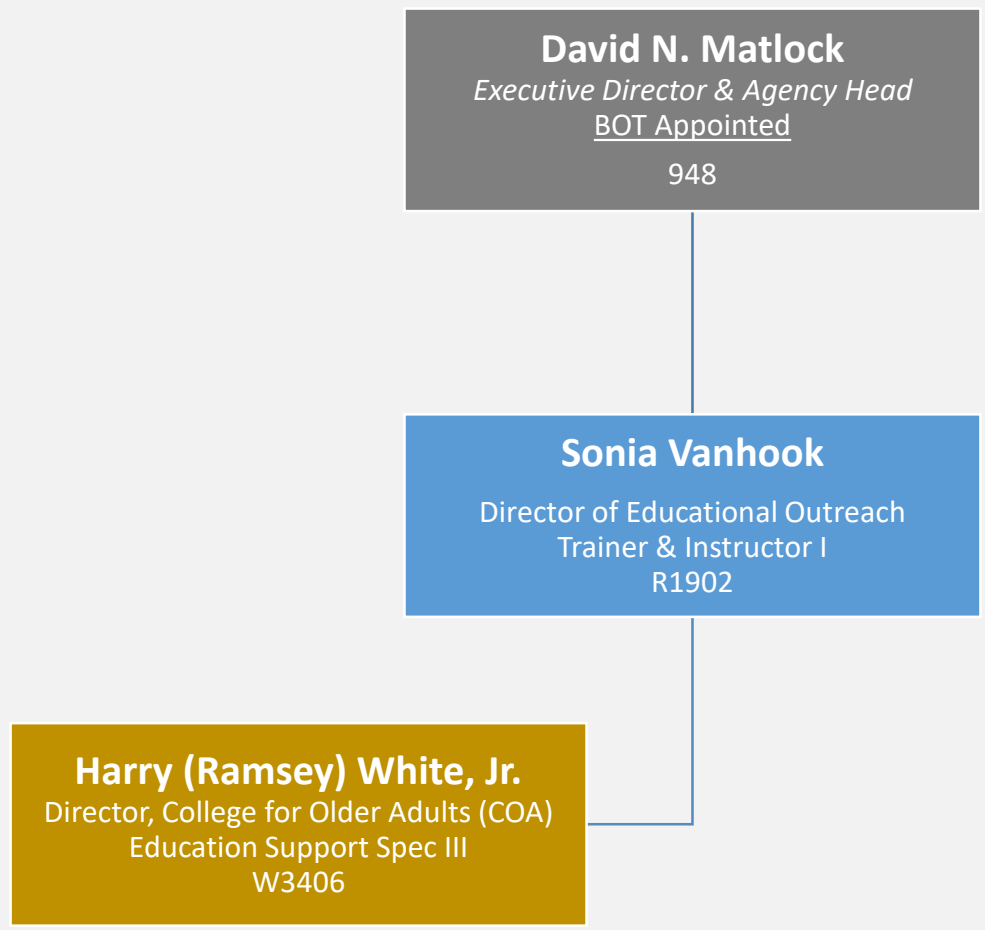 David N. Matlock
Executive Director & Agency Head
BOT Appointed
948
Sonia Vanhook
Director of Educational Outreach
Trainer & Instructor I
R1902
Harry (Ramsey) White, Jr.
Director, College for Older Adults (COA)
Education Support Spec III
W3406